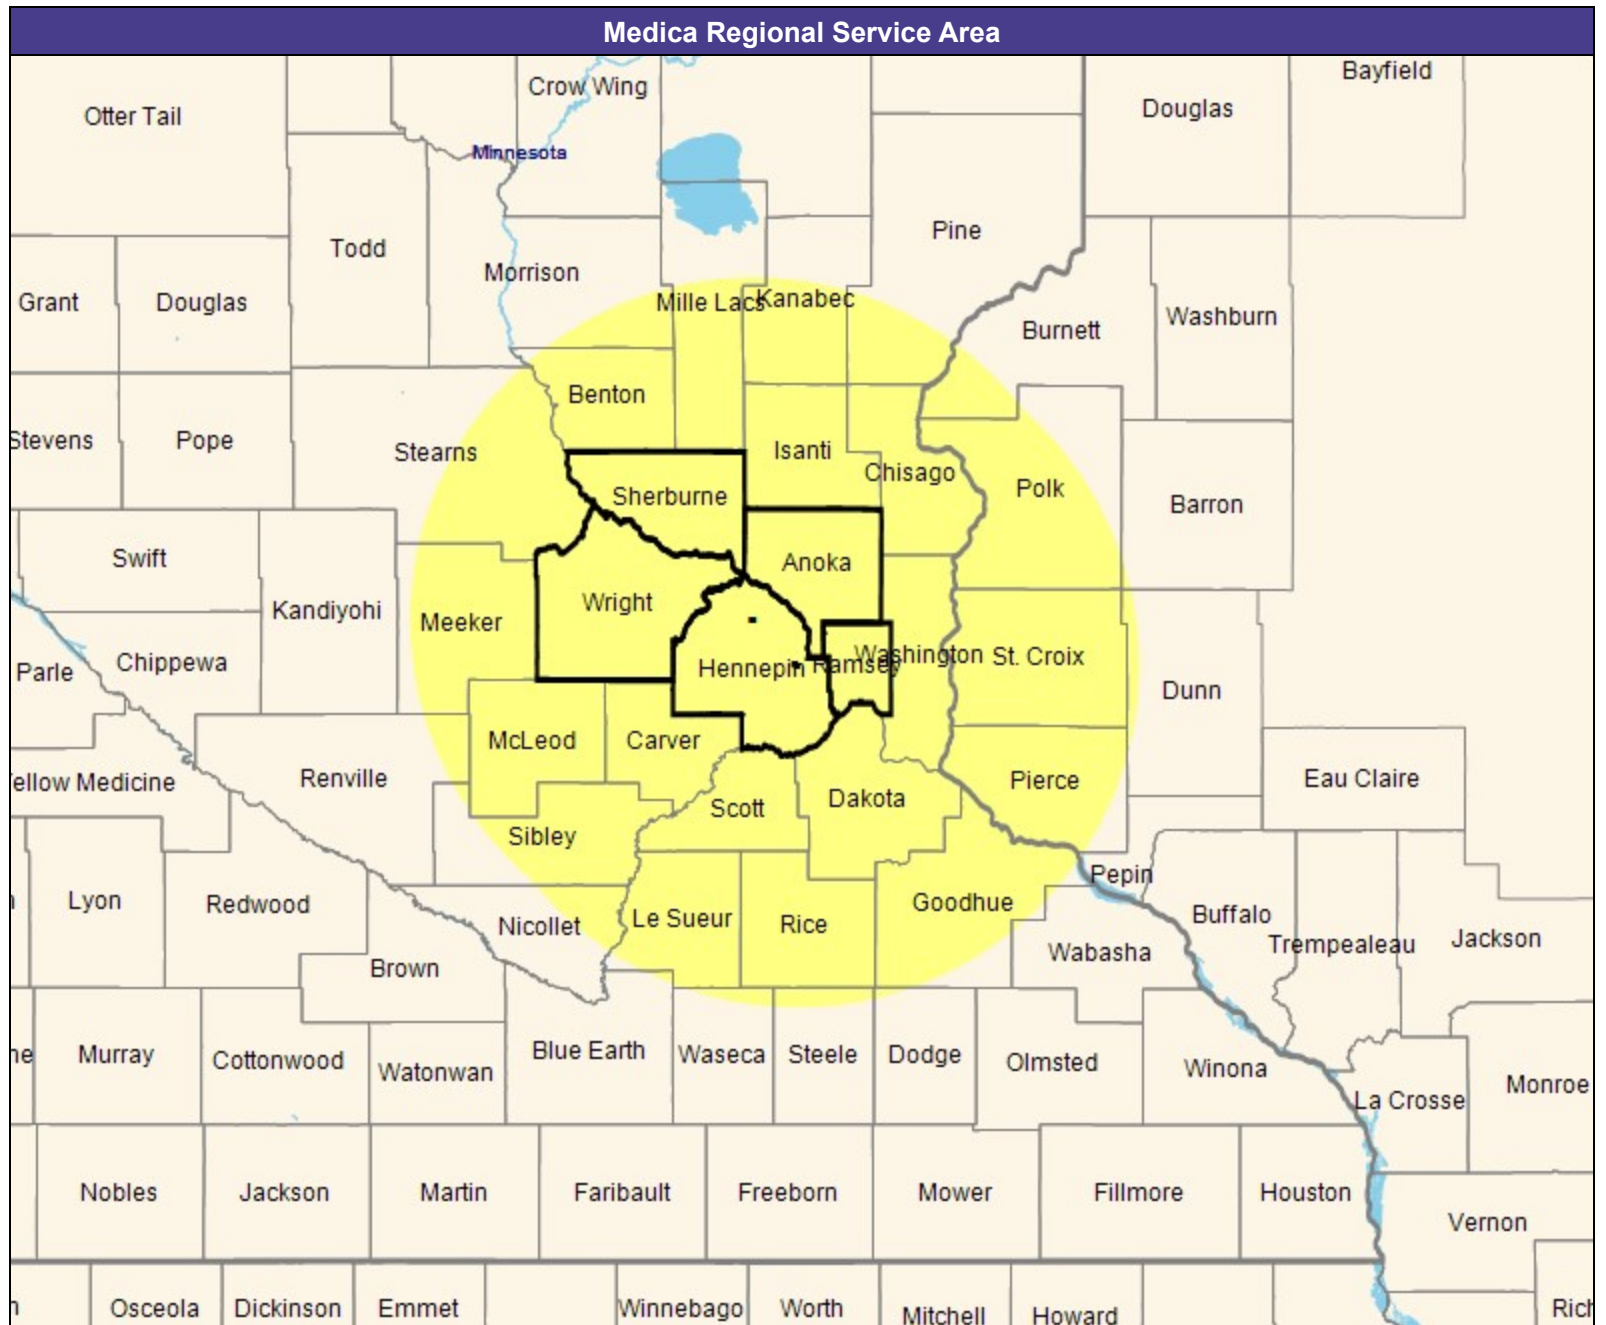 Medica Regional Service Area
Bayfield
Crow Wing
Douglas
Otter Tail
Minnesota
Pine
Todd
Morrison
Grant
Douglas
Mille Lacs
Kanabec
Washburn
Burnett
Benton
Stevens
Pope
Stearns
Isanti
Chisago
Polk
Sherburne
Barron
Swift
Anoka
Wright
Kandiyohi
Meeker
Parle
Chippewa
Hennepin
Ramsey
Washington
St. Croix
Dunn
McLeod
Carver
ellow Medicine
Renville
Pierce
Eau Claire
Scott
Dakota
Sibley
Pepin
Lyon
Redwood
Nicollet
Le Sueur
Rice
Goodhue
Buffalo
Trempealeau
Jackson
Brown
Wabasha
ne
Murray
Cottonwood
Watonwan
Blue Earth
Waseca
Steele
Dodge
Olmsted
Winona
La Crosse
Monroe
Nobles
Jackson
Martin
Faribault
Freeborn
Mower
Fillmore
Houston
Vernon
Osceola
Dickinson
Emmet
Winnebago
Worth
Mitchell
Howard
Rich